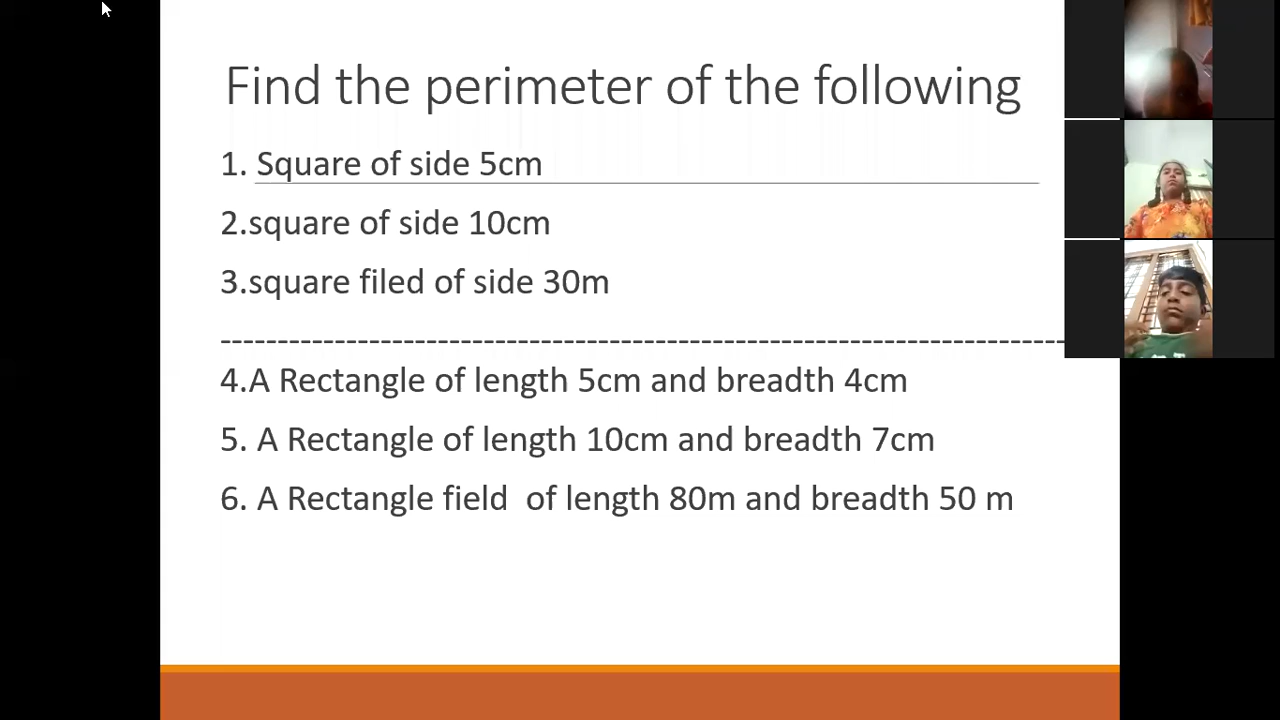 Find the perimeter of the following
1. Square of side 5cm
2.square of side 10cm
3.square filed of side 30m
--------------------------------------------------------------------------
4.A Rectangle of length 5cm and breadth 4cm
5. A Rectangle of length 10cm and breadth 7cm
6. A Rectangle field  of length 80m and breadth 50 m